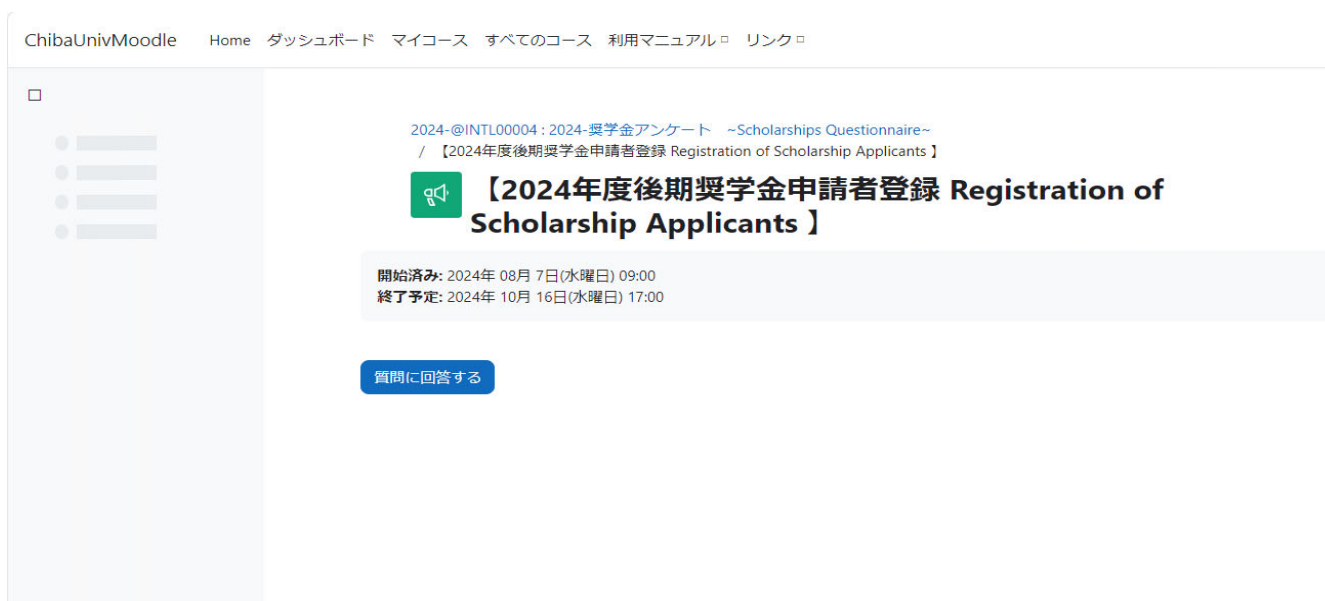 ChibaUnivMoodle Home ダッシュボード マイコース すべてのコース 利用マニュアル リンク
2024-@INTL00004 : 2024-奨学金アンケート ~Scholarships Questionnaire~
/ 【2024年度後期奨学金申請者登録 Registration of Scholarship Applicants 】
【2024年度後期奨学金申請者登録 Registration of
Scholarship Applicants 】
開始済み: 2024年 08月 7日(水曜日) 09:00
終了予定: 2024年 10月 16日(水曜日) 17:00
質問に回答する